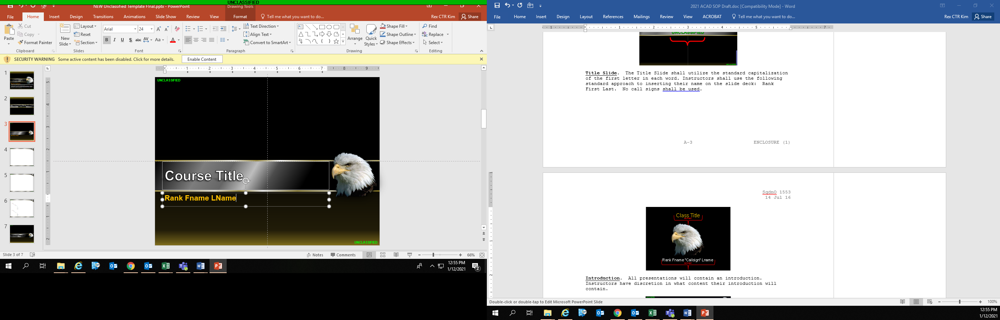 UNCLASSIFIED
NEW Unclassified Template Final.pptx - PowerPoint
Drawing Tools
File Home Insert Design Transitions Animations Slide Show Review View Format Tell me what you want to do... Rex CTR Kim Share
Paste
Cut
Copy
Format Painter
Clipboard
New Slide
Layout
Reset
Section
Slides
Arial 24
B I U S abc AV Aa A
Font
Paragraph
Text Direction
Align Text
Convert to SmartArt
Arrange
Quick Styles
Shape Fill
Shape Outline
Shape Effects
Drawing
Find
Replace
Select
Editing
SECURITY WARNING Some active content has been disabled. Click for more details. Enable Content
1
2
3
4
5
6
7
UNCLASSIFIED
Course Title
Rank Fname LName
UNCLASSIFIED
Slide 3 of 7
Notes Comments 66%
12:55 PM
1/12/2021
2
2021 ACAD SOP Draft.doc [Compatibility Mode] - Word
File Home Insert Design Layout References Mailings Review View ACROBAT Tell me what you want to do... Rex CTR Kim Share
UNCLASSIFIED
UNCLASSIFIED
Title Slide. The Title Slide shall utilize the standard capitalization
of the first letter in each word. Instructors shall use the following
standard approach to inserting their name on the slide deck: Rank
First Last. No call signs shall be used.
A-3 ENCLOSURE (1)
SqdnO 1553
14 Jul 16
Class Title
Rank Fname "Callsign" Lname
Introduction. All presentations will contain an introduction.
Instructors have discretion in what content their introduction will
contain.
Double-click or double-tap to Edit Microsoft PowerPoint Slide
100%
12:55 PM
1/12/2021